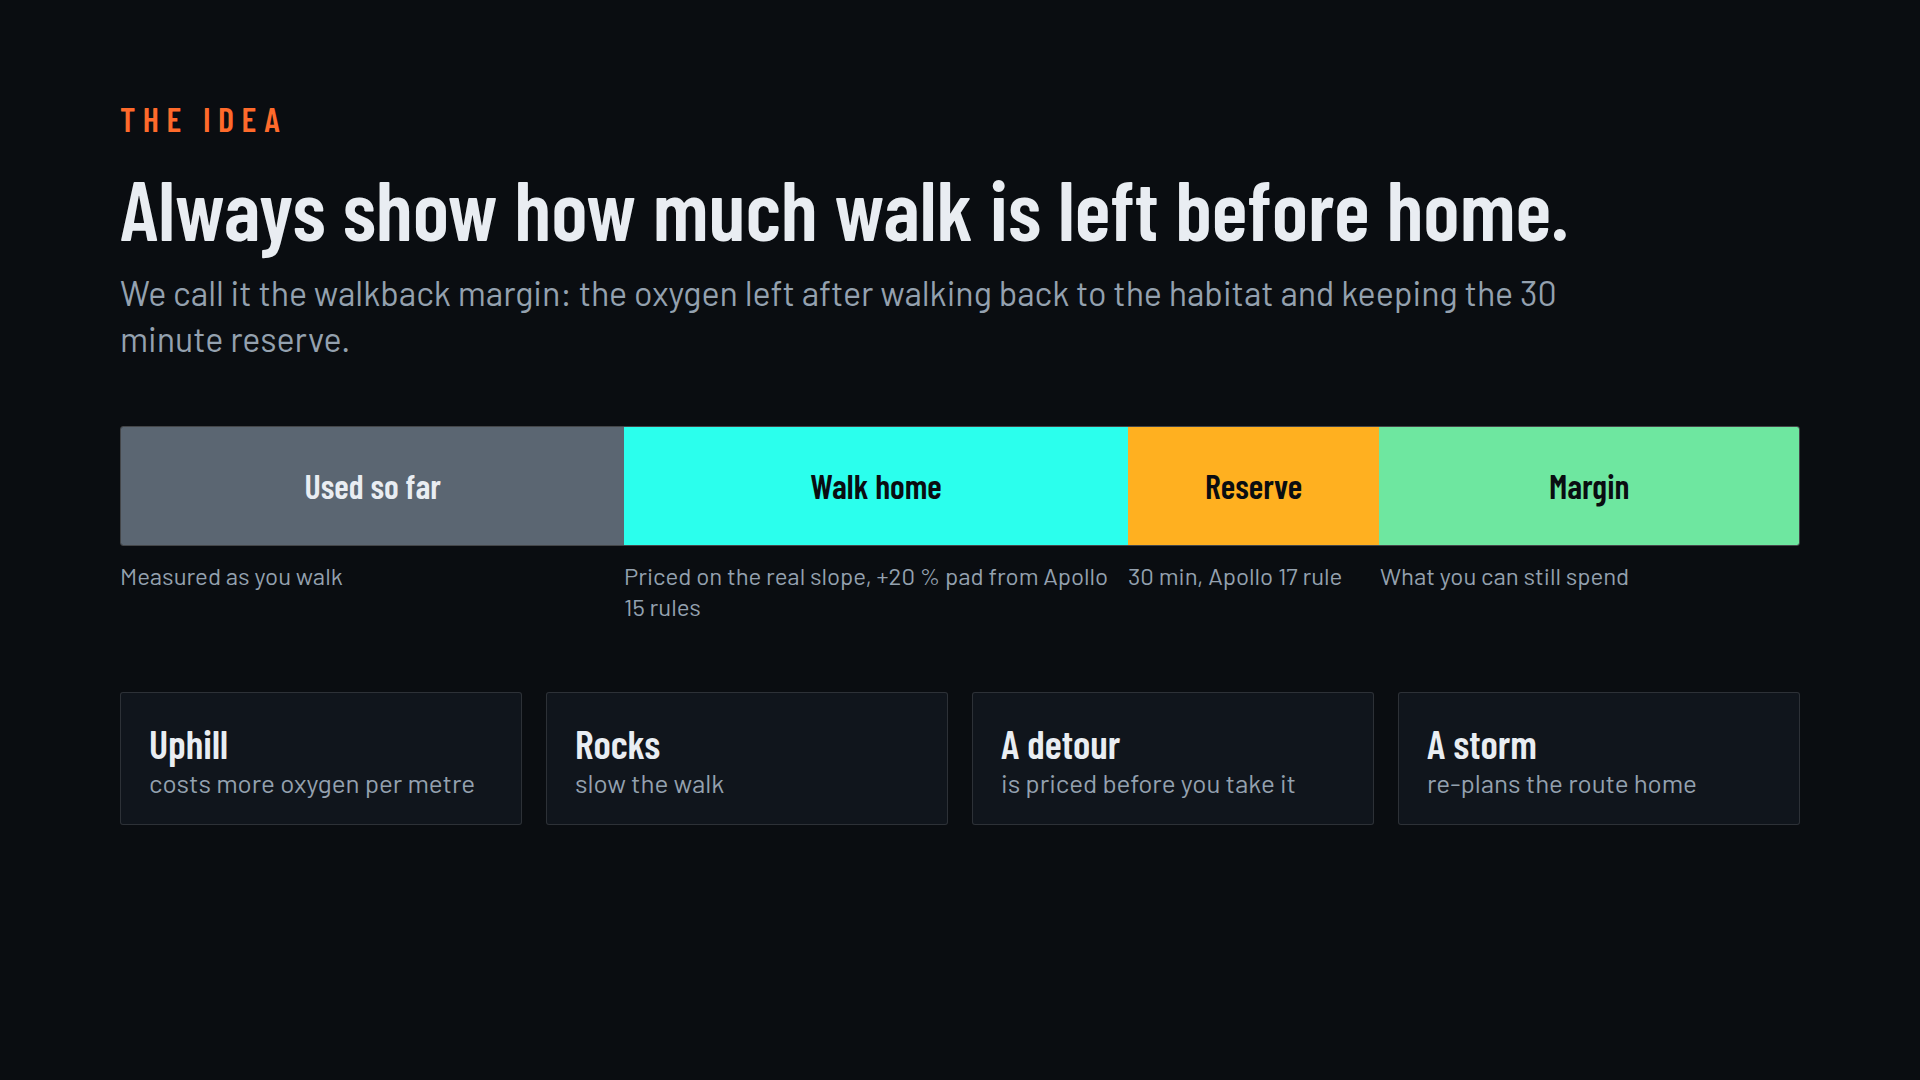 THE IDEA
Always show how much walk is left before home.
We call it the walkback margin: the oxygen left after walking back to the habitat and keeping the 30
minute reserve.
Used so far
Walk home
Reserve
Margin
Measured as you walk
Priced on the real slope, +20 % pad from Apollo
15 rules
30 min, Apollo 17 rule
What you can still spend
Uphill
costs more oxygen per metre
Rocks
slow the walk
A detour
is priced before you take it
A storm
re-plans the route home